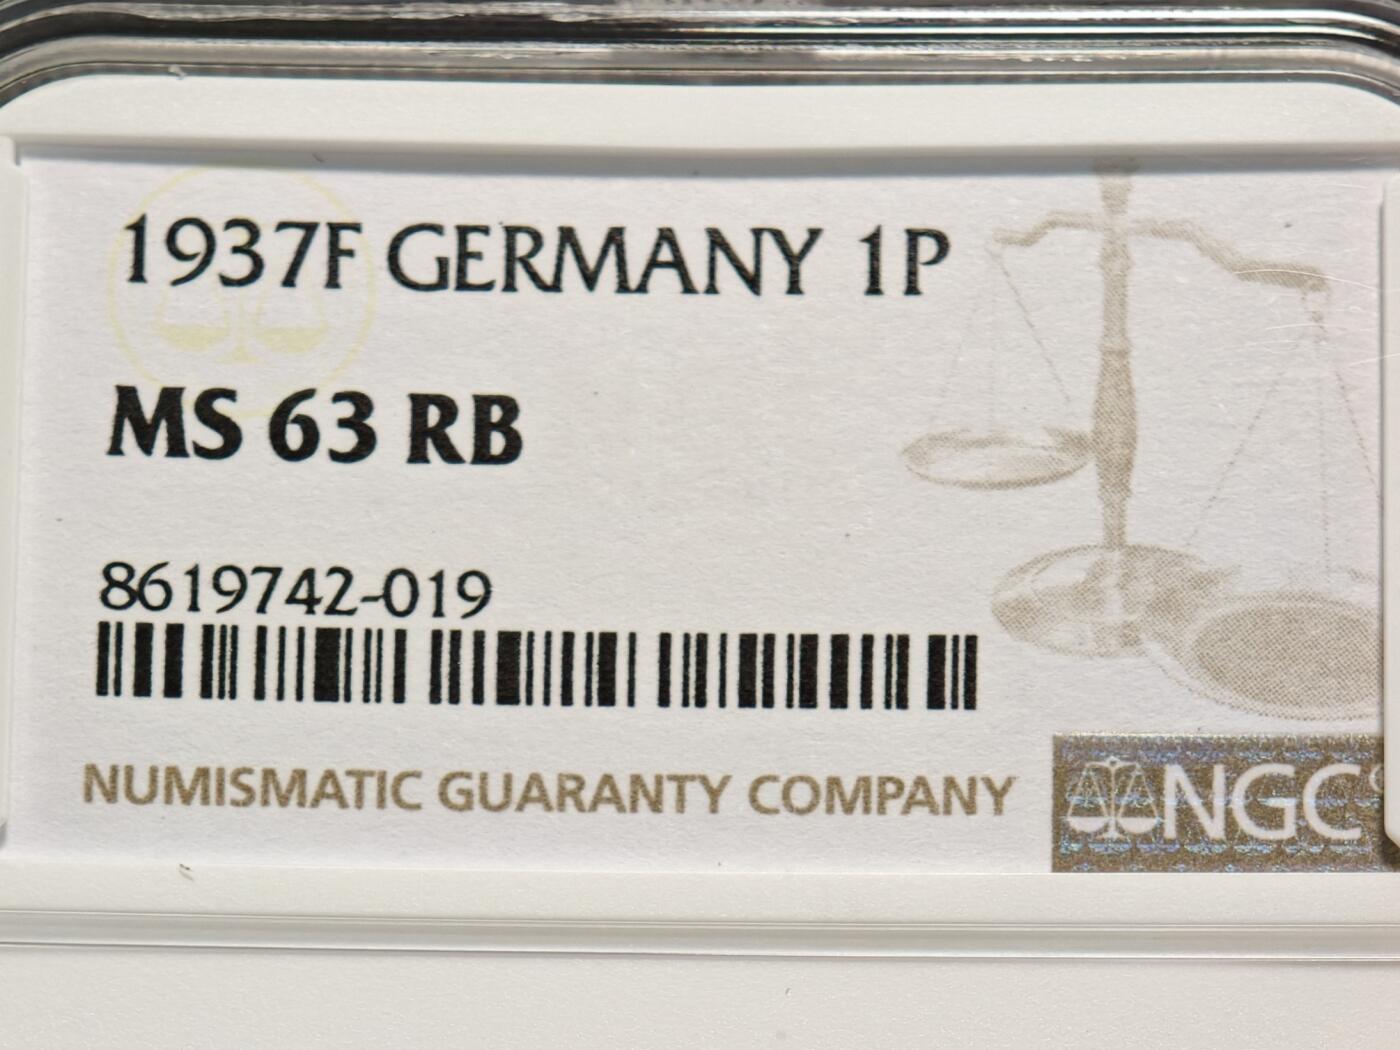 1937F GERMANY 1P
MS 63 RB
8619742-019
NUMISMATIC GUARANTY COMPANY
NGC